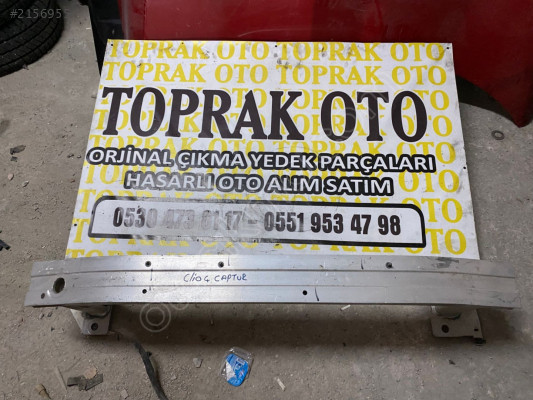 #2156955
TOPRAK OTO TOPRAK OTO
TOPRAK OTO
ORJİNAL ÇIKMA YEDEK PARÇALARI
HASARLI OTO ALIM SATIM
0551 953 47 98
TOPRAK OTO TOPRAK OTO
Clio 4 CAPTUR